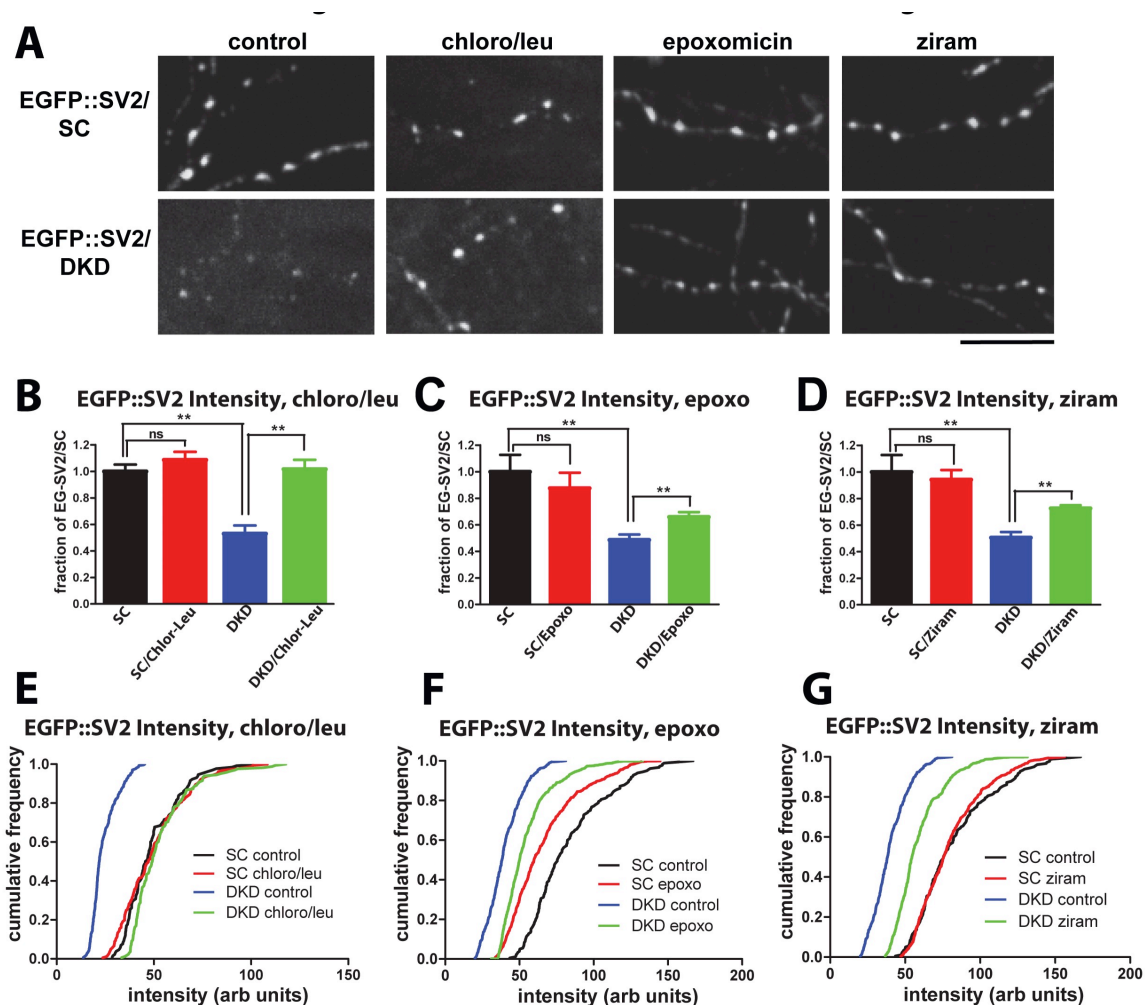 A
control chloro/leu epoxomicin ziram
EGFP::SV2/
SC
EGFP::SV2/
DKD
B EGFP::SV2 Intensity, chloro/leu
**
ns
**
fraction of EG-SV2/SC
1.2
1.0
0.8
0.6
0.4
0.2
0.0
SC
SC/Chlor-Leu
DKD
DKD/Chlor-Leu
C EGFP::SV2 Intensity, epoxo
**
ns
**
fraction of EG-SV2/SC
1.2
1.0
0.8
0.6
0.4
0.2
0.0
SC
SC/Epoxo
DKD
DKD/Epoxo
D EGFP::SV2 Intensity, ziram
**
ns
**
fraction of EG-SV2/SC
1.2
1.0
0.8
0.6
0.4
0.2
0.0
SC
SC/Ziram
DKD
DKD/Ziram
E
EGFP::SV2 Intensity, chloro/leu
cumulative frequency
1.0
0.8
0.6
0.4
0.2
0.0
SC control
SC chloro/leu
DKD control
DKD chloro/leu
0 50 100 150
intensity (arb units)
F
EGFP::SV2 Intensity, epoxo
cumulative frequency
1.0
0.8
0.6
0.4
0.2
0.0
SC control
SC epoxo
DKD control
DKD epoxo
0 50 100 150 200
intensity (arb units)
G
EGFP::SV2 Intensity, ziram
cumulative frequency
1.0
0.8
0.6
0.4
0.2
0.0
SC control
SC ziram
DKD control
DKD ziram
0 50 100 150 200
intensity (arb units)